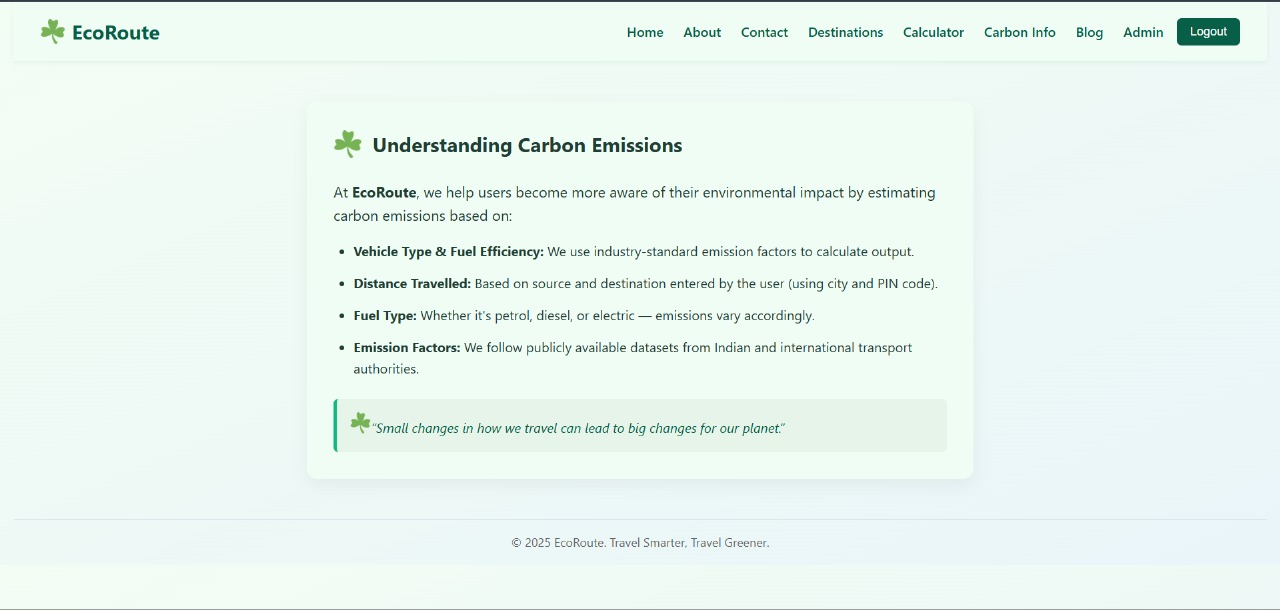 EcoRoute
Home About Contact Destinations Calculator Carbon Info Blog Admin Logout
Understanding Carbon Emissions
At EcoRoute, we help users become more aware of their environmental impact by estimating
carbon emissions based on:
• Vehicle Type & Fuel Efficiency: We use industry-standard emission factors to calculate output.
• Distance Travelled: Based on source and destination entered by the user (using city and PIN code).
• Fuel Type: Whether it's petrol, diesel, or electric — emissions vary accordingly.
• Emission Factors: We follow publicly available datasets from Indian and international transport
authorities.
“Small changes in how we travel can lead to big changes for our planet.”
© 2025 EcoRoute. Travel Smarter, Travel Greener.